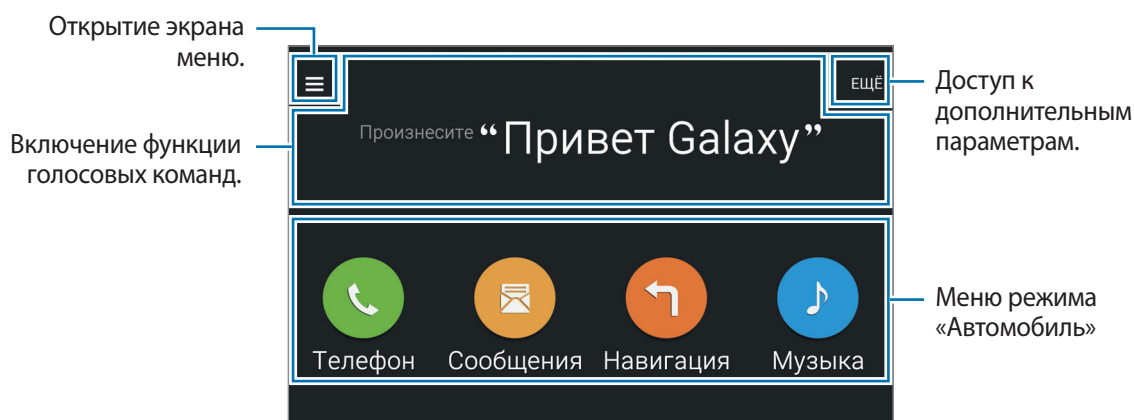 Открытие экрана
меню.
ЕЩЁ
Доступ к
дополнительным
параметрам.
Включение функции
голосовых команд.
Произнесите “Привет Galaxy”
Меню режима
«Автомобиль»
Телефон Сообщения Навигация Музыка